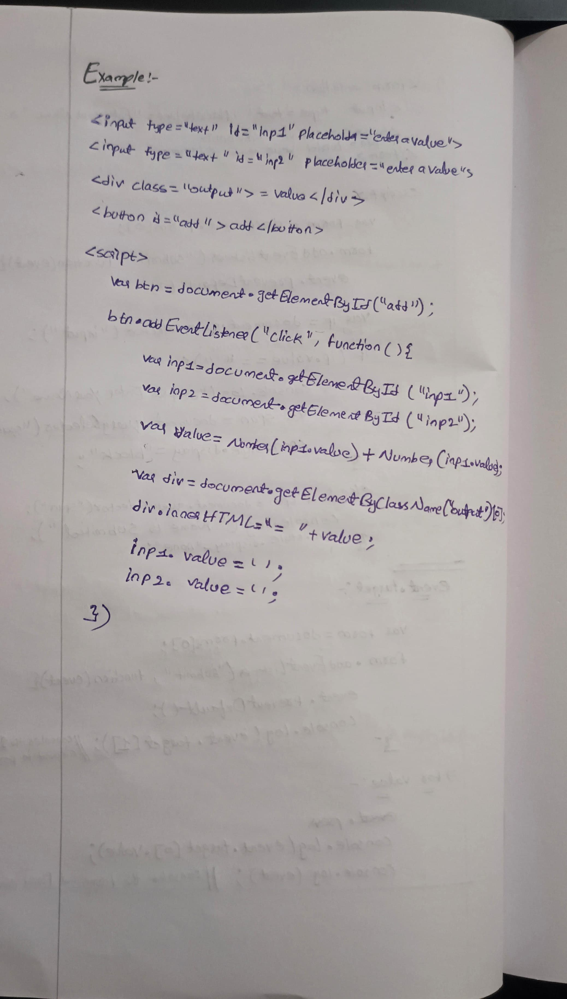 Example:-
<input type="text" id="inp1" placeholder="enter a value">
<input type="text" id="inp2" placeholder="enter a value">
<div class="output"> = value </div>
<button id="add"> add </button>
<script>
var btn = document.getElementById("add");
btn.addEventListener("click", function(){
var inp1=document.getElementById("inp1");
var inp2=document.getElementById("inp2");
var value= Number(inp1.value) + Number(inp1.value);
var div = document.getElementByClassName("output")[0];
div.innerHTML="= "+value;
inp1. value = ' ';
inp2. value = '';
})